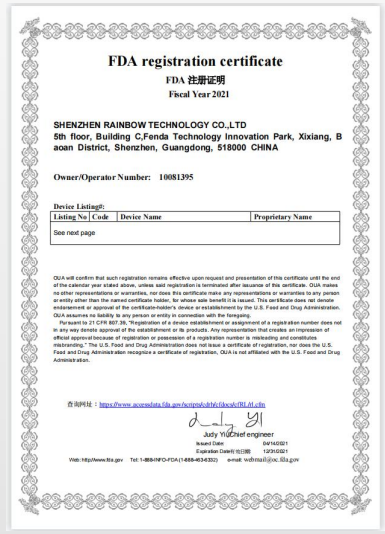 FDA registration certificate
FDA 注册证明
Fiscal Year 2021
SHENZHEN RAINBOW TECHNOLOGY CO.,LTD
5th floor, Building C,Fenda Technology Innovation Park, Xixiang, B
aoan District, Shenzhen, Guangdong, 518000 CHINA
Owner/Operator Number: 10081395
Device Listing#:
Listing No Code Device Name Proprietary Name
See next page
OUA will confirm that such registration remains effective upon request and presentation of this certificate until the end
of the calendar year stated above, unless said registration is terminated after issuance of this certificate. OUA makes
no other representations or warranties, nor does this certificate make any representations or warranties to any person
or entity other than the named certificate holder, for whose sole benefit it is issued. This certificate does not denote
endorsement or approval of the certificate-holder's device or establishment by the U.S. Food and Drug Administration.
OUA assumes no liability to any person or entity in connection with the foregoing.
Pursuant to 21 CFR 807.39, "Registration of a device establishment or assignment of a registration number does not
in any way denote approval of the establishment or its products. Any representation that creates an impression of
official approval because of registration or possession of a registration number is misleading and constitutes
misbranding." The U.S. Food and Drug Administration does not issue a certificate of registration, nor does the U.S.
Food and Drug Administration recognize a certificate of registration, OUA is not affiliated with the U.S. Food and Drug
Administration.
查询网址：https://www.accessdata.fda.gov/scripts/cdrh/cfdocs/cfRL/rl.cfm
Judy Yi
Judy Yi/Chief engineer
Issued Date: 04/14/2021
Expiration Date有效日期 12/31/2021
Web: http://www.fda.gov Tel: 1-888-INFO-FDA (1-888-463-6332) e-mail: webmail@oc.fda.gov